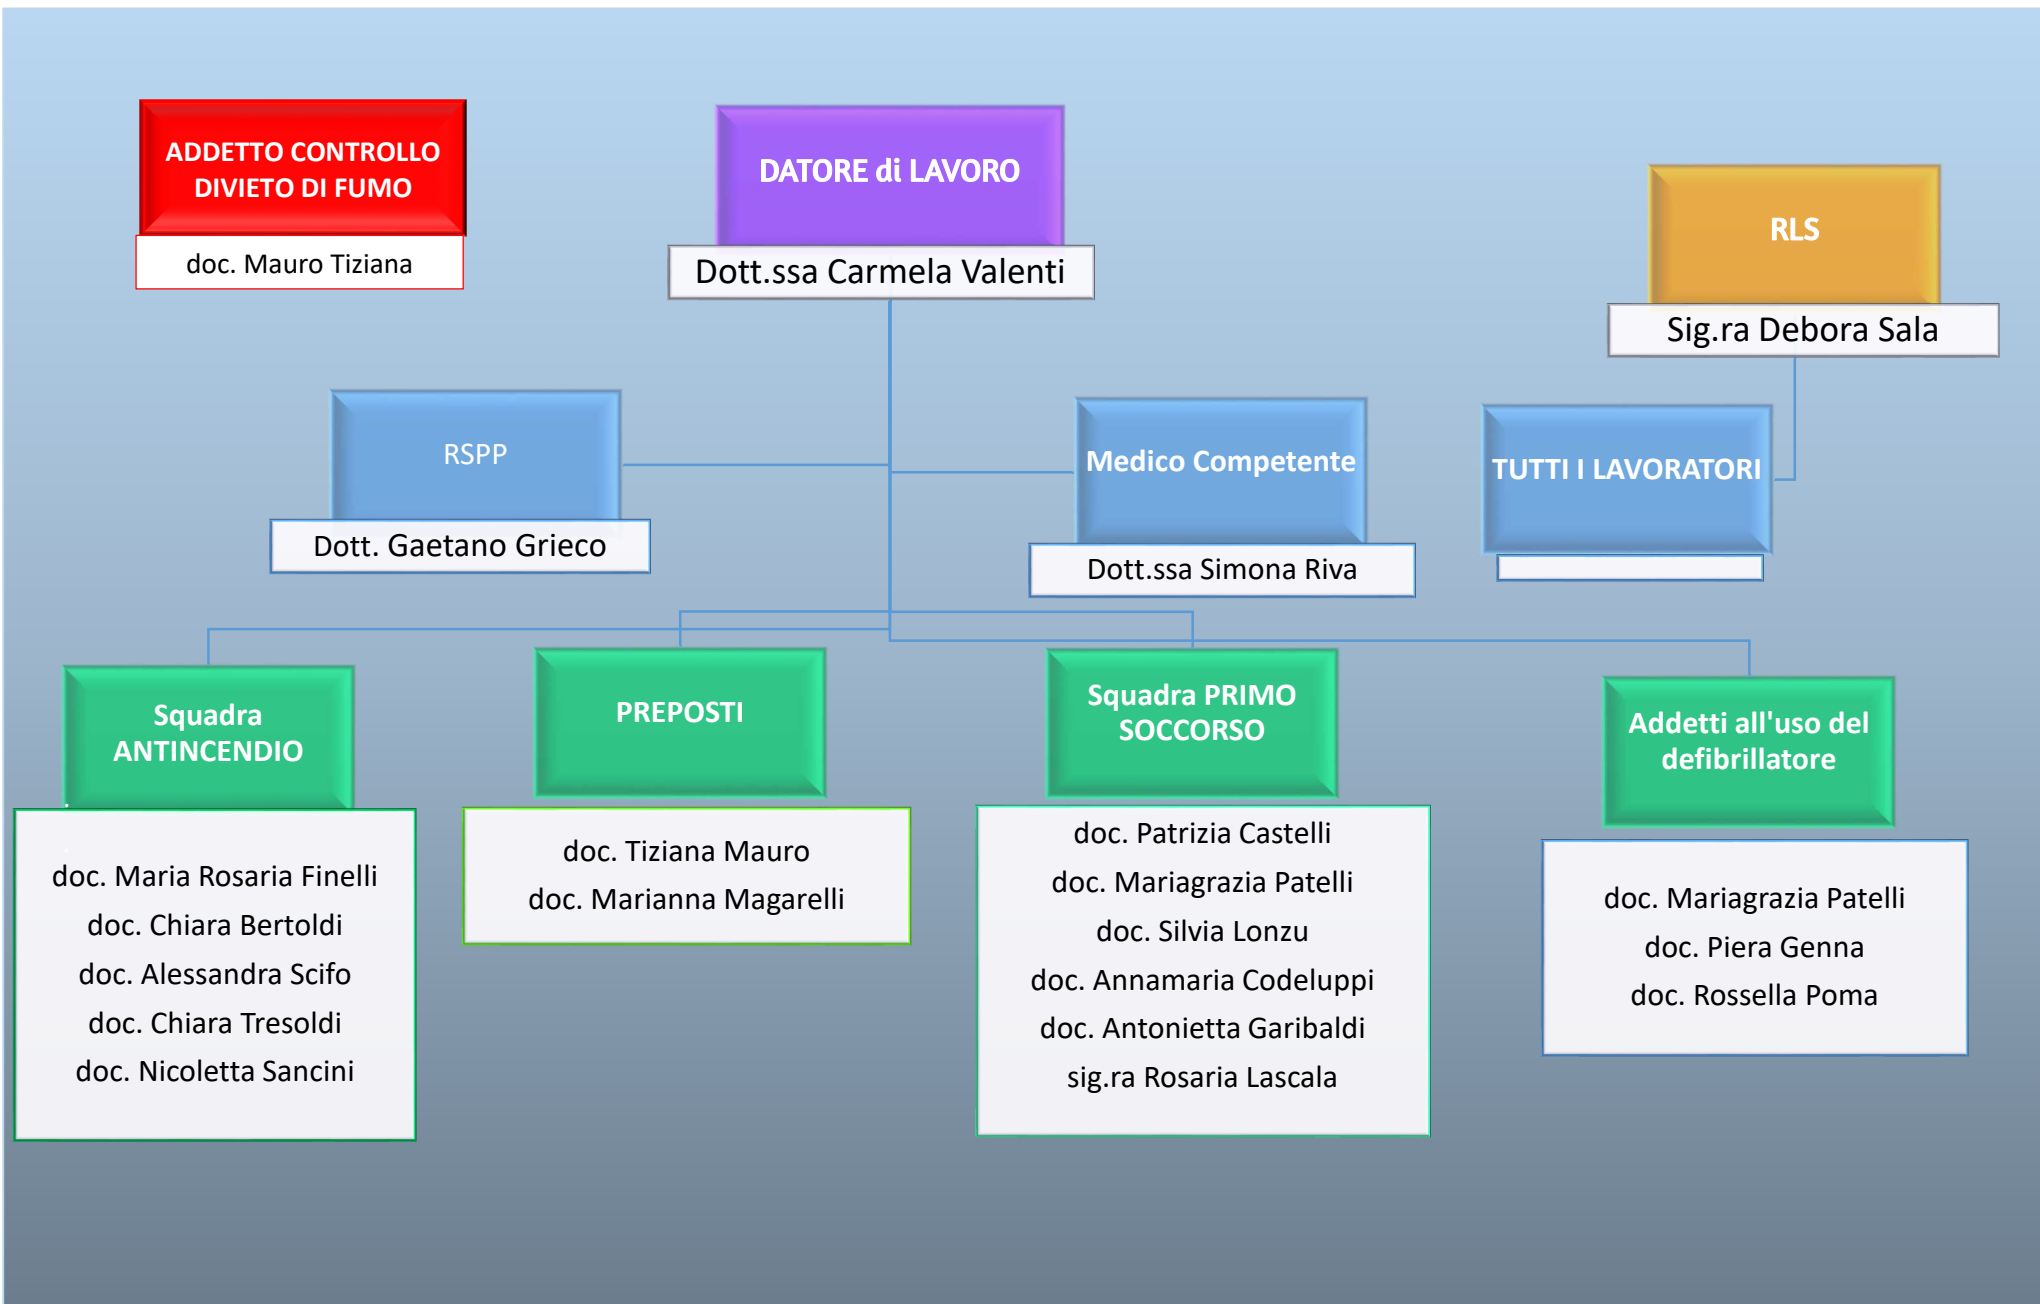 ADDETTO CONTROLLO
DIVIETO DI FUMO
doc. Mauro Tiziana
DATORE di LAVORO
Dott.ssa Carmela Valenti
RLS
Sig.ra Debora Sala
RSPP
Dott. Gaetano Grieco
Medico Competente
Dott.ssa Simona Riva
TUTTI I LAVORATORI
Squadra
ANTINCENDIO
doc. Maria Rosaria Finelli
doc. Chiara Bertoldi
doc. Alessandra Scifo
doc. Chiara Tresoldi
doc. Nicoletta Sancini
PREPOSTI
doc. Tiziana Mauro
doc. Marianna Magarelli
Squadra PRIMO
SOCCORSO
doc. Patrizia Castelli
doc. Mariagrazia Patelli
doc. Silvia Lonzu
doc. Annamaria Codeluppi
doc. Antonietta Garibaldi
sig.ra Rosaria Lascala
Addetti all'uso del
defibrillatore
doc. Mariagrazia Patelli
doc. Piera Genna
doc. Rossella Poma